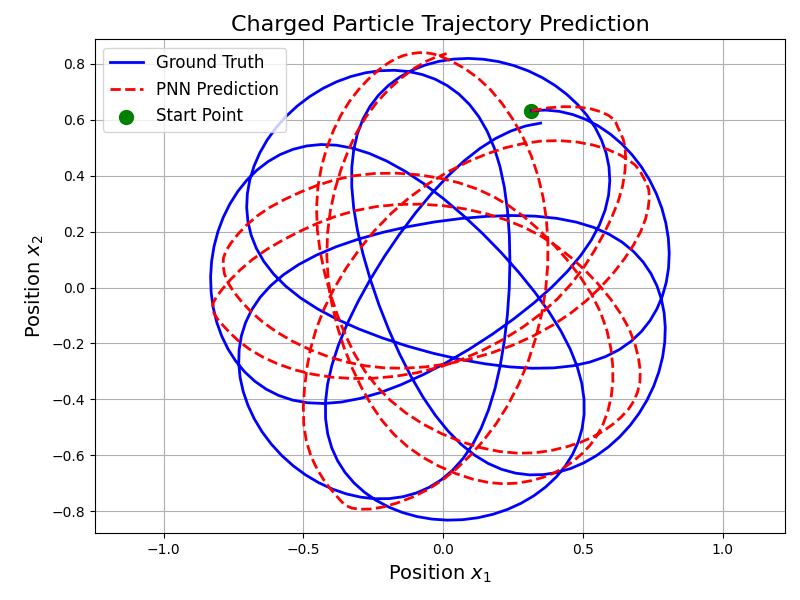 Charged Particle Trajectory Prediction
Ground Truth
PNN Prediction
Start Point
Position x₂
0.8
0.6
0.4
0.2
0.0
−0.2
−0.4
−0.6
−0.8
−1.0
−0.5
0.0
0.5
1.0
Position x₁